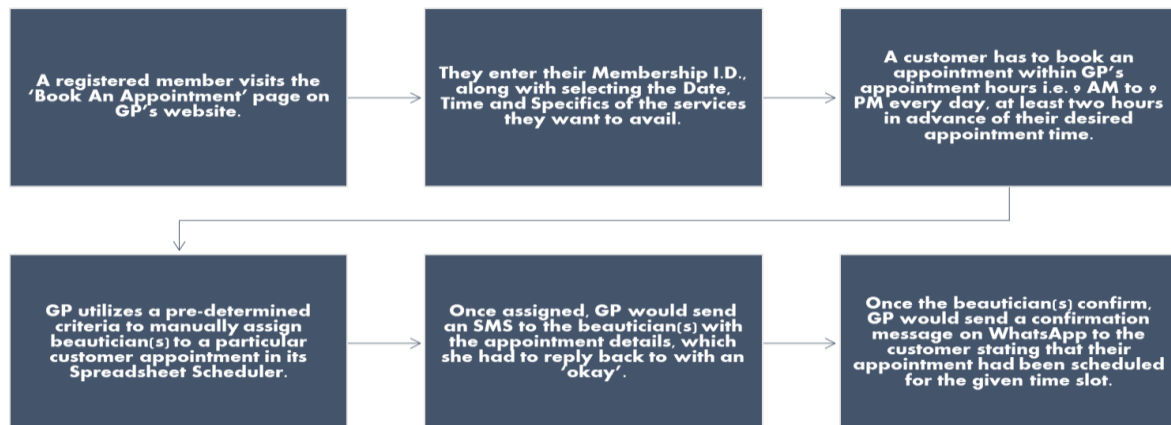 A registered member visits the
‘Book An Appointment’ page on
GP’s website.
They enter their Membership I.D.,
along with selecting the Date,
Time and Specifics of the services
they want to avail.
A customer has to book an
appointment within GP’s
appointment hours i.e. 9 AM to 9
PM every day, at least two hours
in advance of their desired
appointment time.
GP utilizes a pre-determined
criteria to manually assign
beautician(s) to a particular
customer appointment in its
Spreadsheet Scheduler.
Once assigned, GP would send
an SMS to the beautician(s) with
the appointment details, which
she had to reply back to with an
‘okay’.
Once the beautician(s) confirm,
GP would send a confirmation
message on WhatsApp to the
customer stating that their
appointment had been scheduled
for the given time slot.